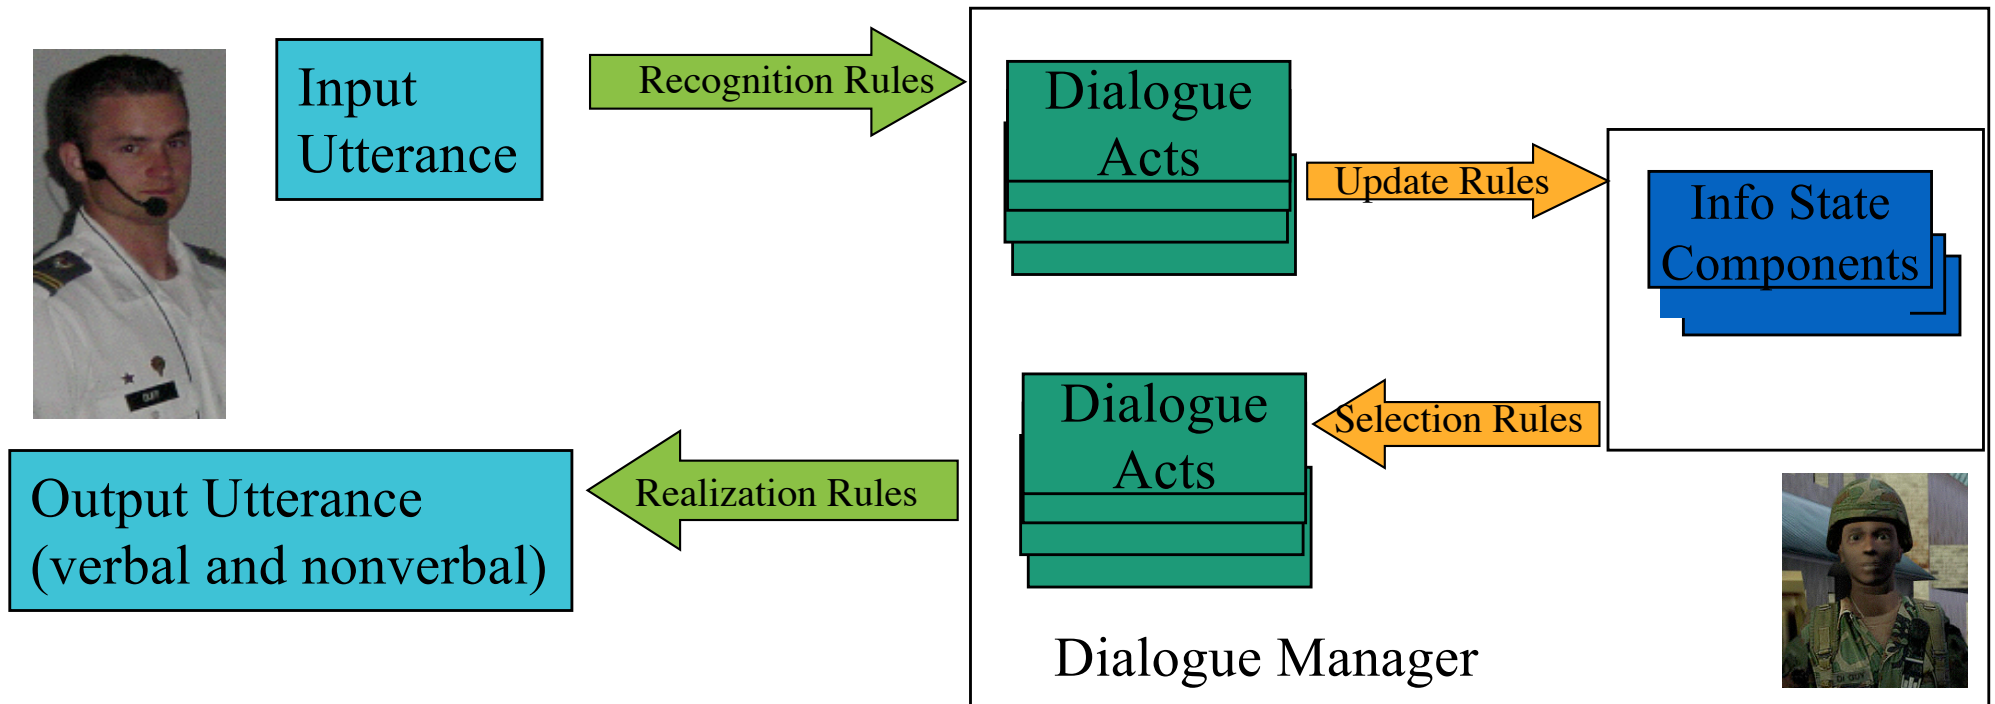 Input
Utterance
Recognition Rules
Dialogue
Acts
Update Rules
Info State
Components
Selection Rules
Dialogue
Acts
Realization Rules
Output Utterance
(verbal and nonverbal)
Dialogue Manager